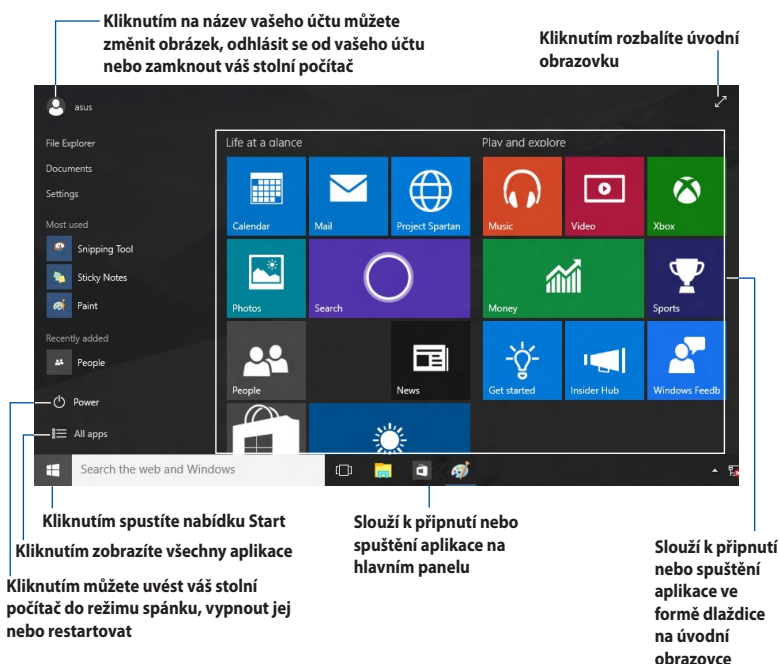 Kliknutím na název vašeho účtu můžete
změnit obrázek, odhlásit se od vašeho účtu
nebo zamknout váš stolní počítač
Kliknutím rozbalíte úvodní
obrazovku
asus
File Explorer
Documents
Settings
Most used
Snipping Tool
Sticky Notes
Paint
Recently added
People
Power
All apps
Life at a glance
Play and explore
Calendar
Mail
Project Spartan
Music
Video
Xbox
Photos
Search
Money
Sports
People
News
Get started
Insider Hub
Windows Feedb
Search the web and Windows
Kliknutím spustíte nabídku Start
Kliknutím zobrazíte všechny aplikace
Kliknutím můžete uvést váš stolní
počítač do režimu spánku, vypnout jej
nebo restartovat
Slouží k připnutí nebo
spuštění aplikace na
hlavním panelu
Slouží k připnutí
nebo spuštění
aplikace ve
formě dlaždice
na úvodní
obrazovce